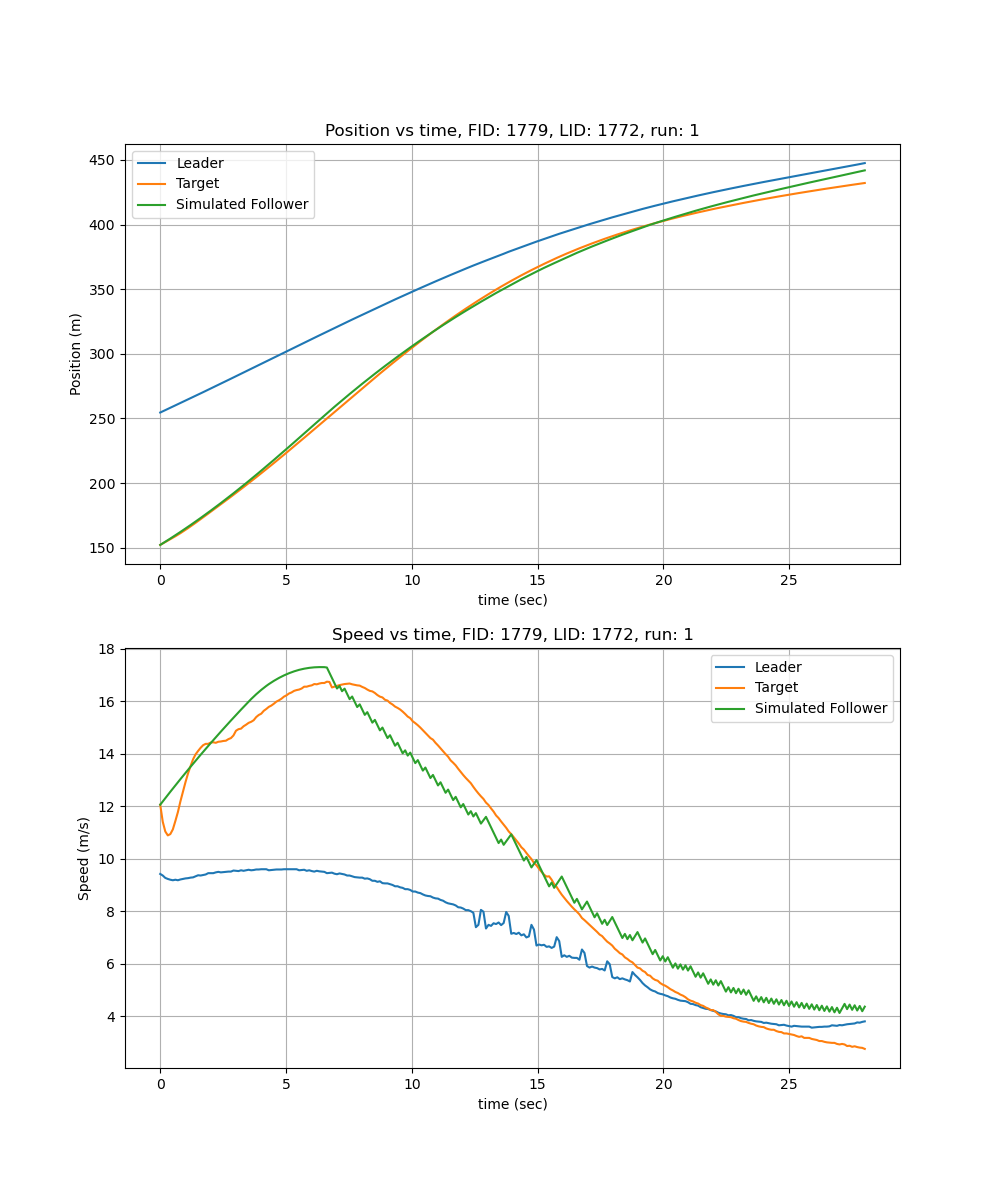 Position vs time, FID: 1779, LID: 1772, run: 1
Leader
Target
Simulated Follower
450
400
350
300
250
200
150
Position (m)
0 5 10 15 20 25
time (sec)
Speed vs time, FID: 1779, LID: 1772, run: 1
Leader
Target
Simulated Follower
18
16
14
12
10
8
6
4
Speed (m/s)
0 5 10 15 20 25
time (sec)